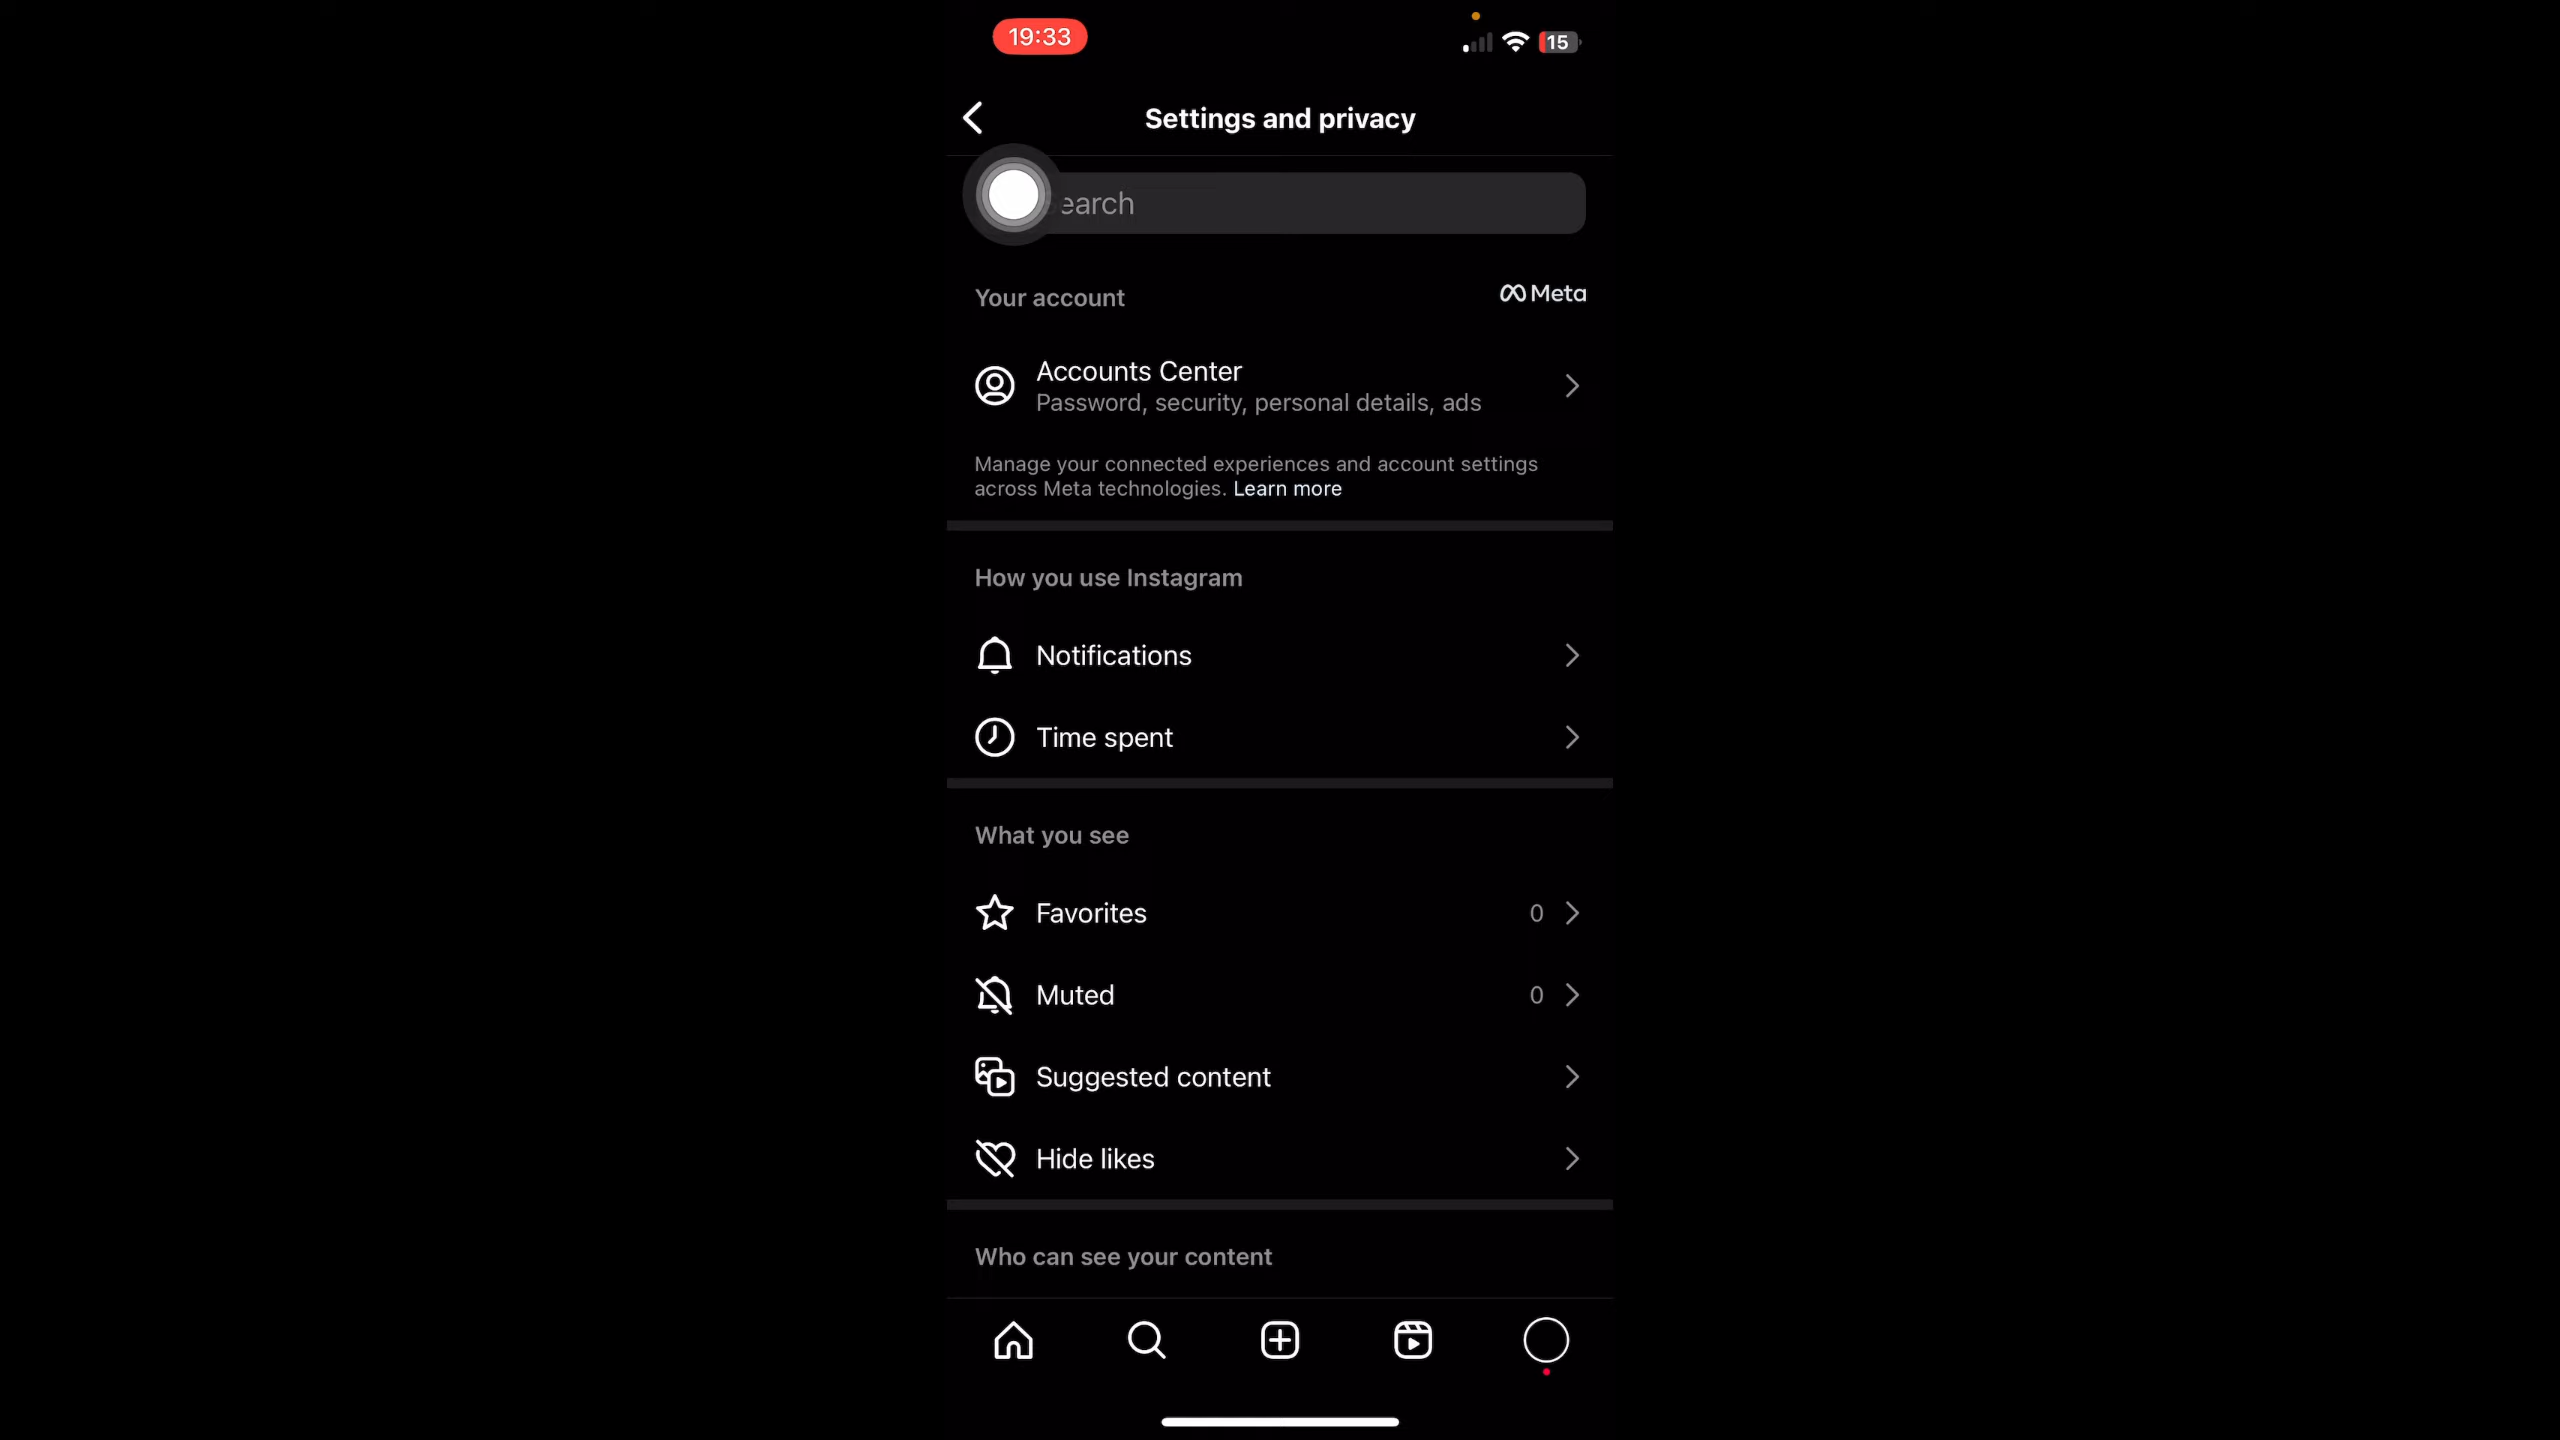 19:33
15
Settings and privacy
earch
Your account
Meta
Accounts Center
Password, security, personal details, ads
Manage your connected experiences and account settings
across Meta technologies. Learn more
How you use Instagram
Notifications
Time spent
What you see
Favorites 0
Muted 0
Suggested content
Hide likes
Who can see your content